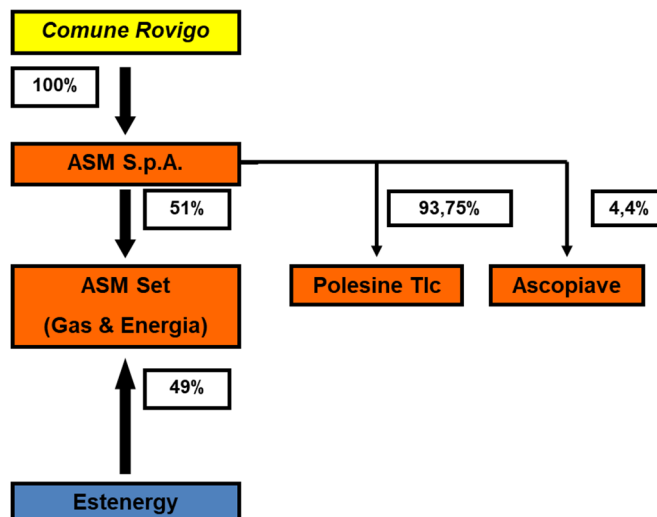 Comune Rovigo
100%
ASM S.p.A.
51%
93,75%
4,4%
ASM Set
(Gas & Energia)
Polesine Tlc
Ascopiave
49%
Estenergy